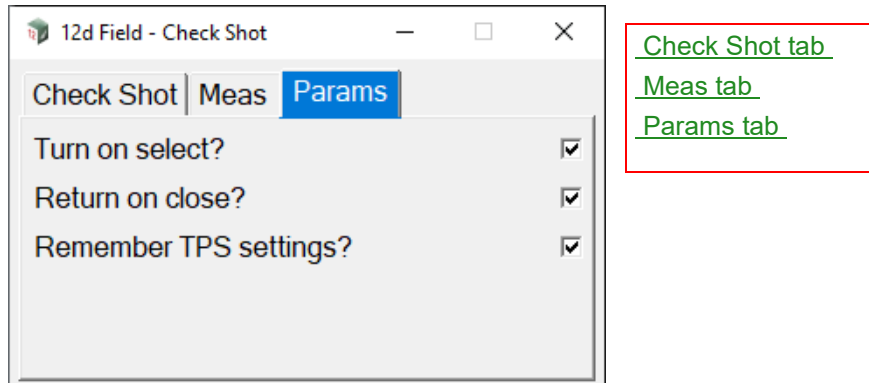 12d Field - Check Shot
Check Shot Meas Params
Turn on select?
Return on close?
Remember TPS settings?
Check Shot tab
Meas tab
Params tab